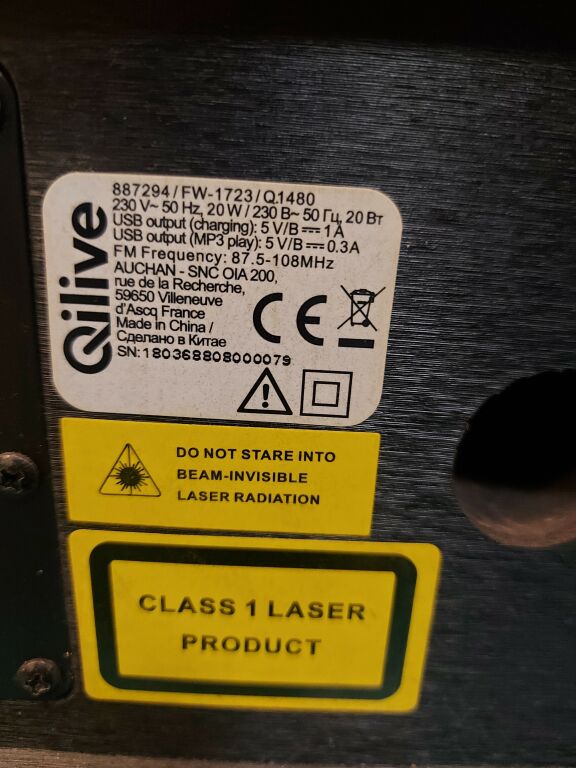 Qilive
887294/FW-1723/Q.1480
230 V~ 50 Hz, 20 W / 230 В~ 50 Гц, 20 Вт
USB output (charging): 5 V/В ⎓ 1 A
USB output (MP3 play): 5 V/В ⎓ 0.3 A
FM Frequency: 87.5-108MHz
AUCHAN - SNC OIA 200,
rue de la Recherche,
59650 Villeneuve
d'Ascq France
Made in China /
Сделано в Китае
SN:180368808000079
CE
DO NOT STARE INTO
BEAM-INVISIBLE
LASER RADIATION
CLASS 1 LASER
PRODUCT